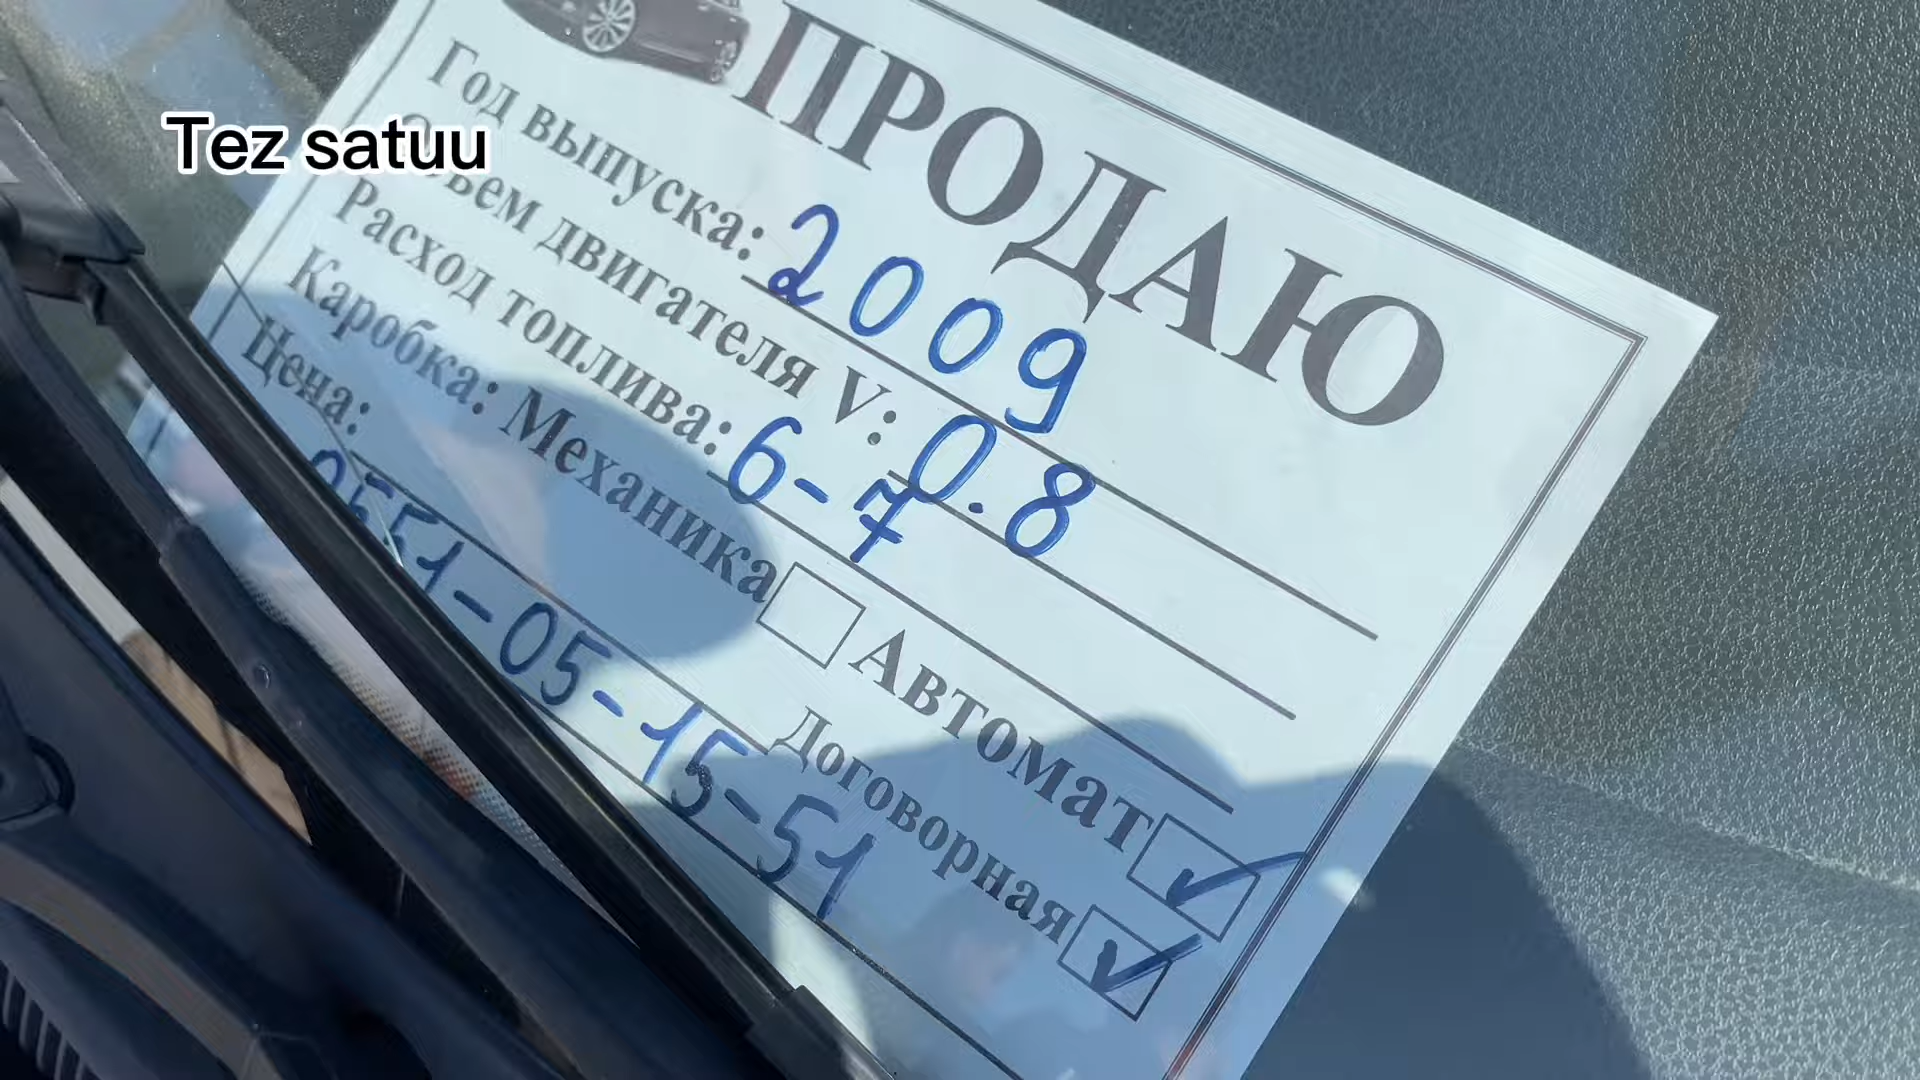 Tez satuu
ПРОДАЮ
Год выпуска: 2009
Объем двигателя V: 0.8
Расход топлива: 6-7
Каробка: Механика Автомат ✓
Цена: Договорная ✓
0551-05-15-51